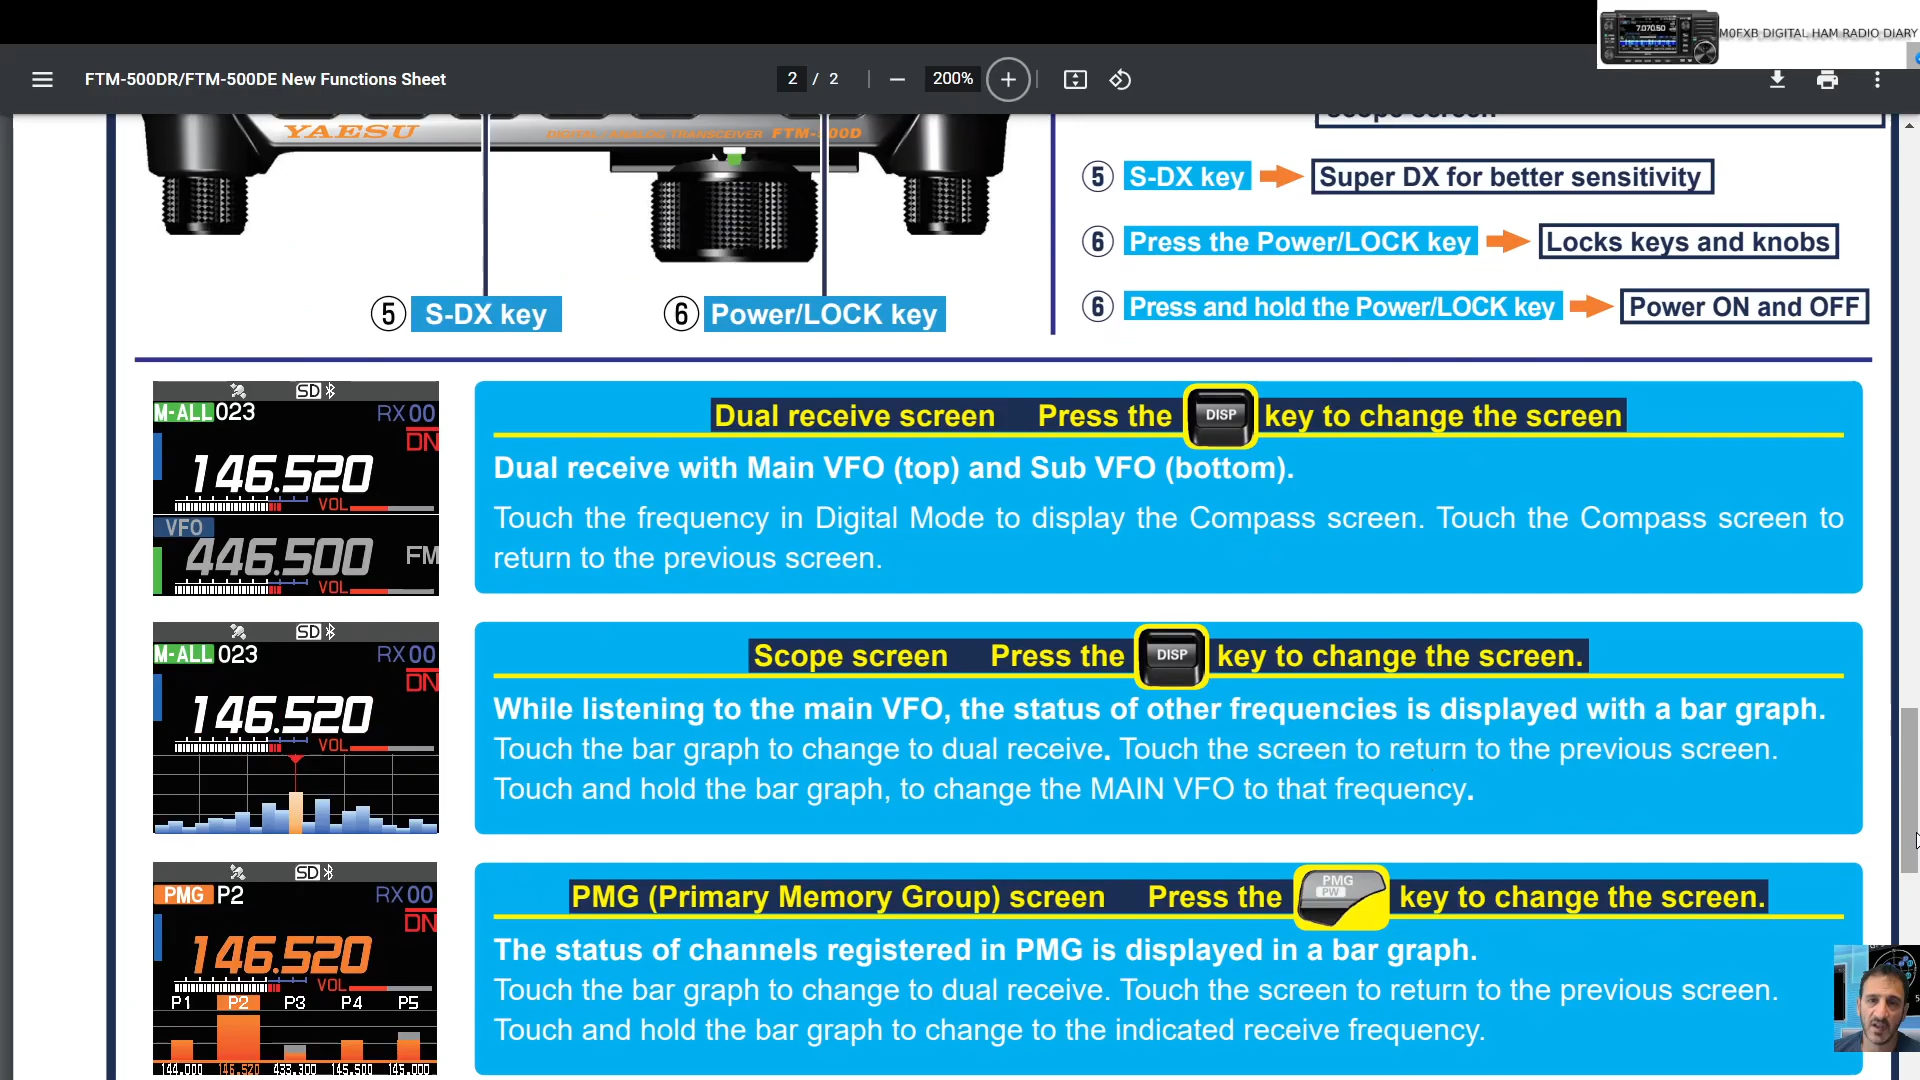 M0FXB DIGITAL HAM RADIO DIARY
7.070.50
FTM-500DR/FTM-500DE New Functions Sheet
2 / 2
200%
YAESU
DIGITAL/ANALOG TRANSCEIVER FTM-500D
Scope screen
⑤ S-DX key Super DX for better sensitivity
⑥ Press the Power/LOCK key Locks keys and knobs
⑥ Press and hold the Power/LOCK key Power ON and OFF
⑤ S-DX key
⑥ Power/LOCK key
SD
M-ALL 023 RX 00
DN
146.520
VOL
VFO
446.500 FM
VOL
Dual receive screen Press the DISP key to change the screen
Dual receive with Main VFO (top) and Sub VFO (bottom).
Touch the frequency in Digital Mode to display the Compass screen. Touch the Compass screen to
return to the previous screen.
SD
M-ALL 023 RX 00
DN
146.520
VOL
Scope screen Press the DISP key to change the screen.
While listening to the main VFO, the status of other frequencies is displayed with a bar graph.
Touch the bar graph to change to dual receive. Touch the screen to return to the previous screen.
Touch and hold the bar graph, to change the MAIN VFO to that frequency.
SD
PMG P2 RX 00
DN
146.520
VOL
P1 P2 P3 P4 P5
144.000 146.520 433.300 145.500 145.000
PMG (Primary Memory Group) screen Press the PMG PW key to change the screen.
The status of channels registered in PMG is displayed in a bar graph.
Touch the bar graph to change to dual receive. Touch the screen to return to the previous screen.
Touch and hold the bar graph to change to the indicated receive frequency.